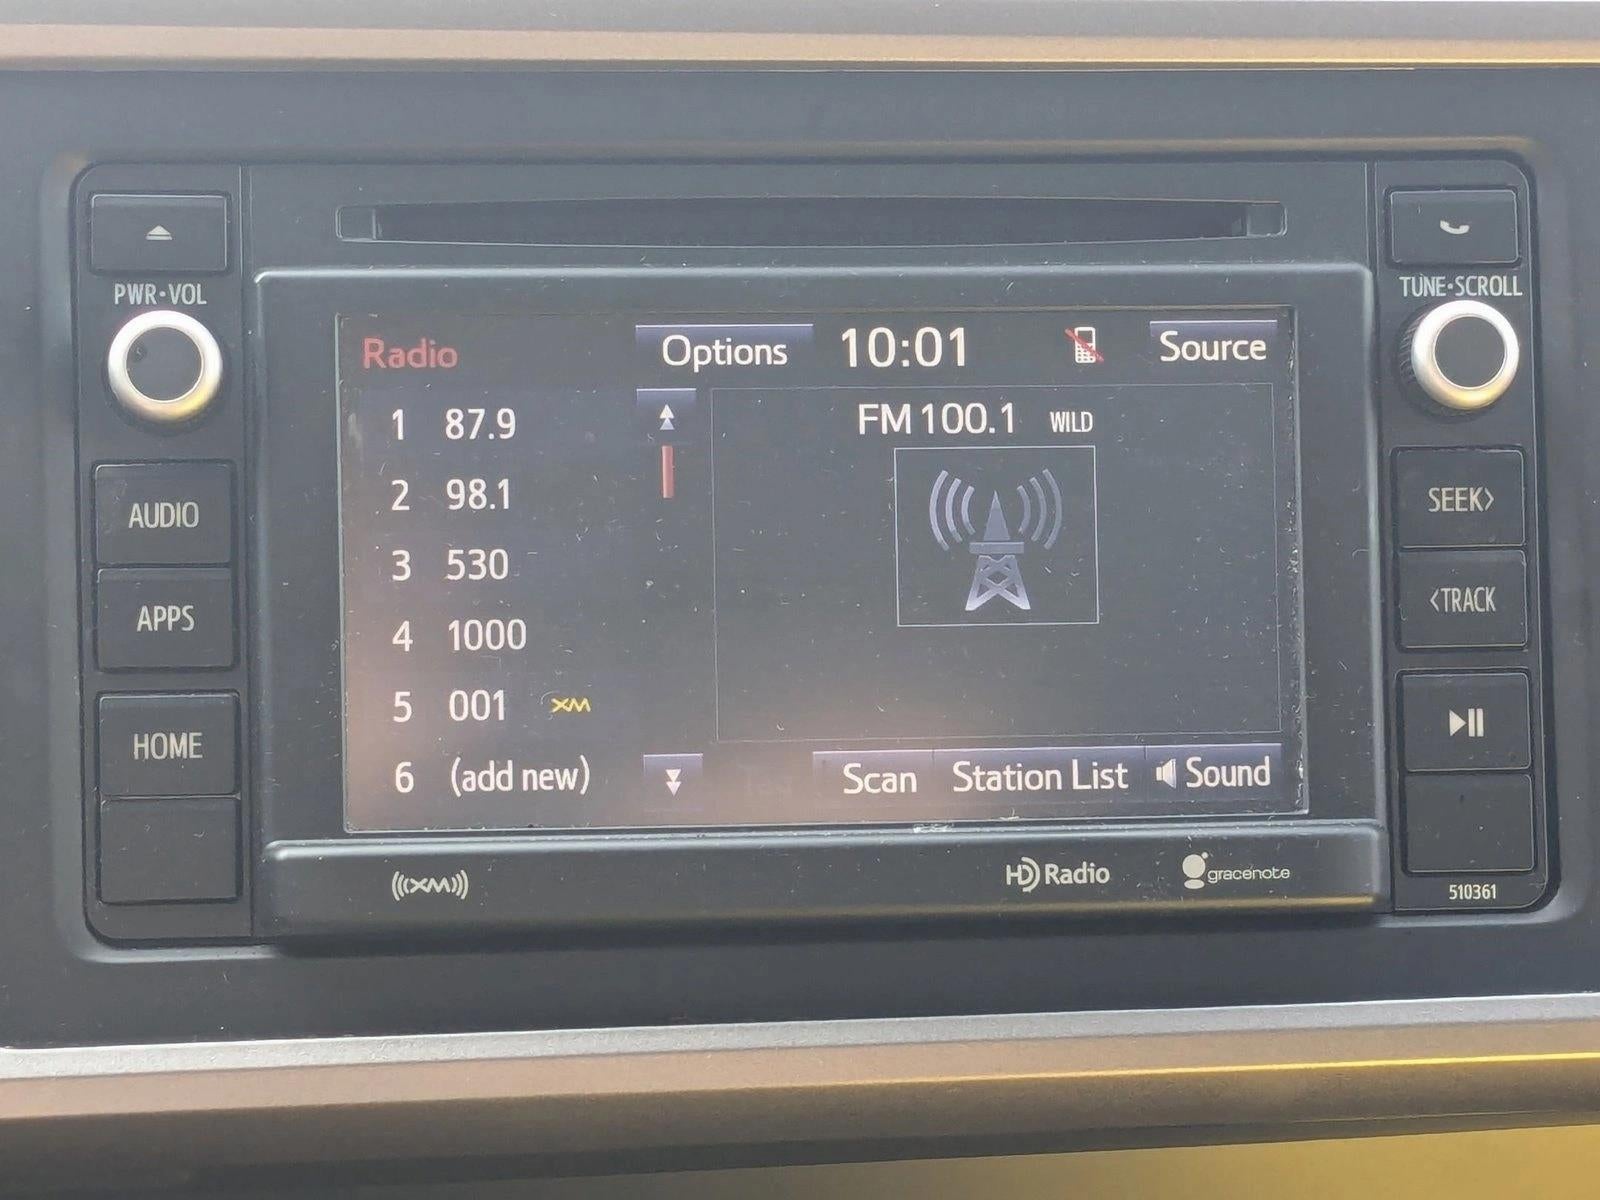 PWR·VOL
TUNE·SCROLL
Radio
Options
10:01
Source
1 87.9
2 98.1
3 530
4 1000
5 001 XM
6 (add new)
FM 100.1 WILD
Scan
Station List
Sound
AUDIO
APPS
HOME
SEEK>
<TRACK
((XM))
HD Radio
gracenote
510361